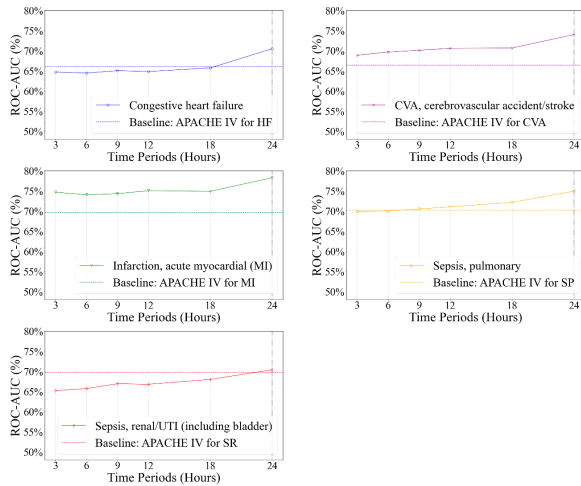 ROC-AUC (%)
80%
75%
70%
65%
60%
55%
50%
Congestive heart failure
Baseline: APACHE IV for HF
3 6 9 12 18 24
Time Periods (Hours)
ROC-AUC (%)
80%
75%
70%
65%
60%
55%
50%
CVA, cerebrovascular accident/stroke
Baseline: APACHE IV for CVA
3 6 9 12 18 24
Time Periods (Hours)
ROC-AUC (%)
80%
75%
70%
65%
60%
55%
50%
Infarction, acute myocardial (MI)
Baseline: APACHE IV for MI
3 6 9 12 18 24
Time Periods (Hours)
ROC-AUC (%)
80%
75%
70%
65%
60%
55%
50%
Sepsis, pulmonary
Baseline: APACHE IV for SP
3 6 9 12 18 24
Time Periods (Hours)
ROC-AUC (%)
80%
75%
70%
65%
60%
55%
50%
Sepsis, renal/UTI (including bladder)
Baseline: APACHE IV for SR
3 6 9 12 18 24
Time Periods (Hours)